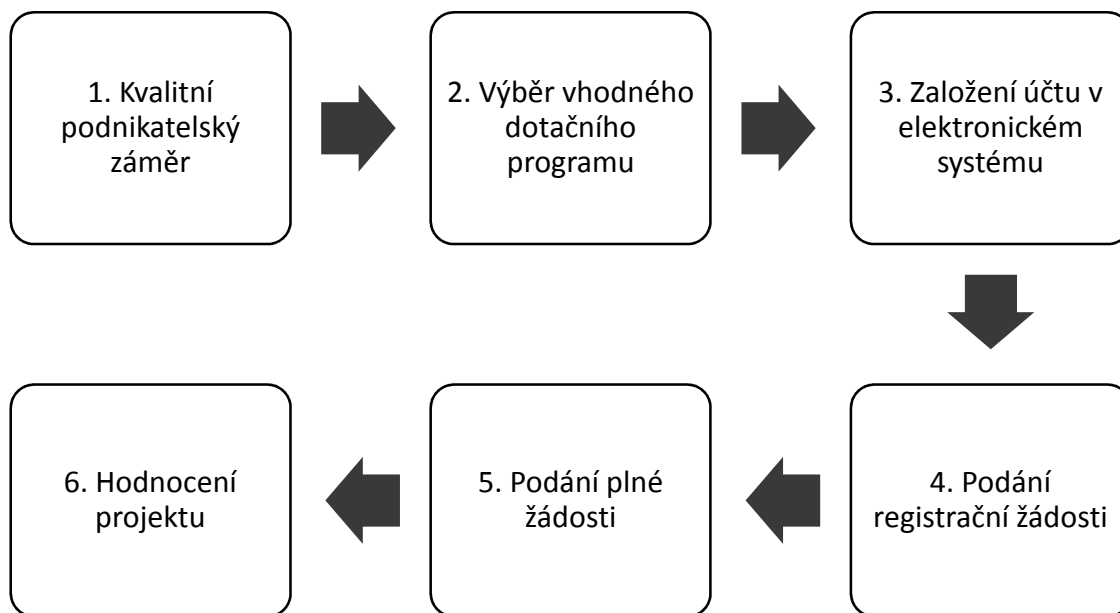 1. Kvalitní
podnikatelský
záměr
2. Výběr vhodného
dotačního
programu
3. Založení účtu v
elektronickém
systému
4. Podání
registrační žádosti
5. Podání plné
žádosti
6. Hodnocení
projektu